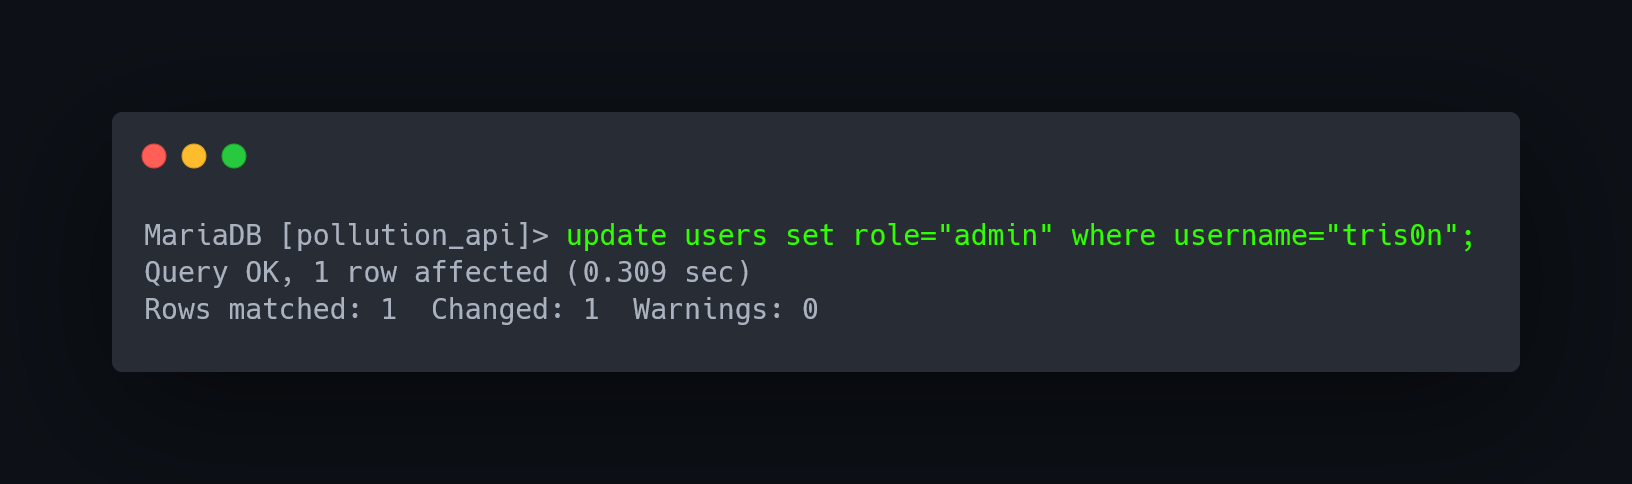 MariaDB [pollution_api]> update users set role="admin" where username="tris0n";
Query OK, 1 row affected (0.309 sec)
Rows matched: 1  Changed: 1  Warnings: 0